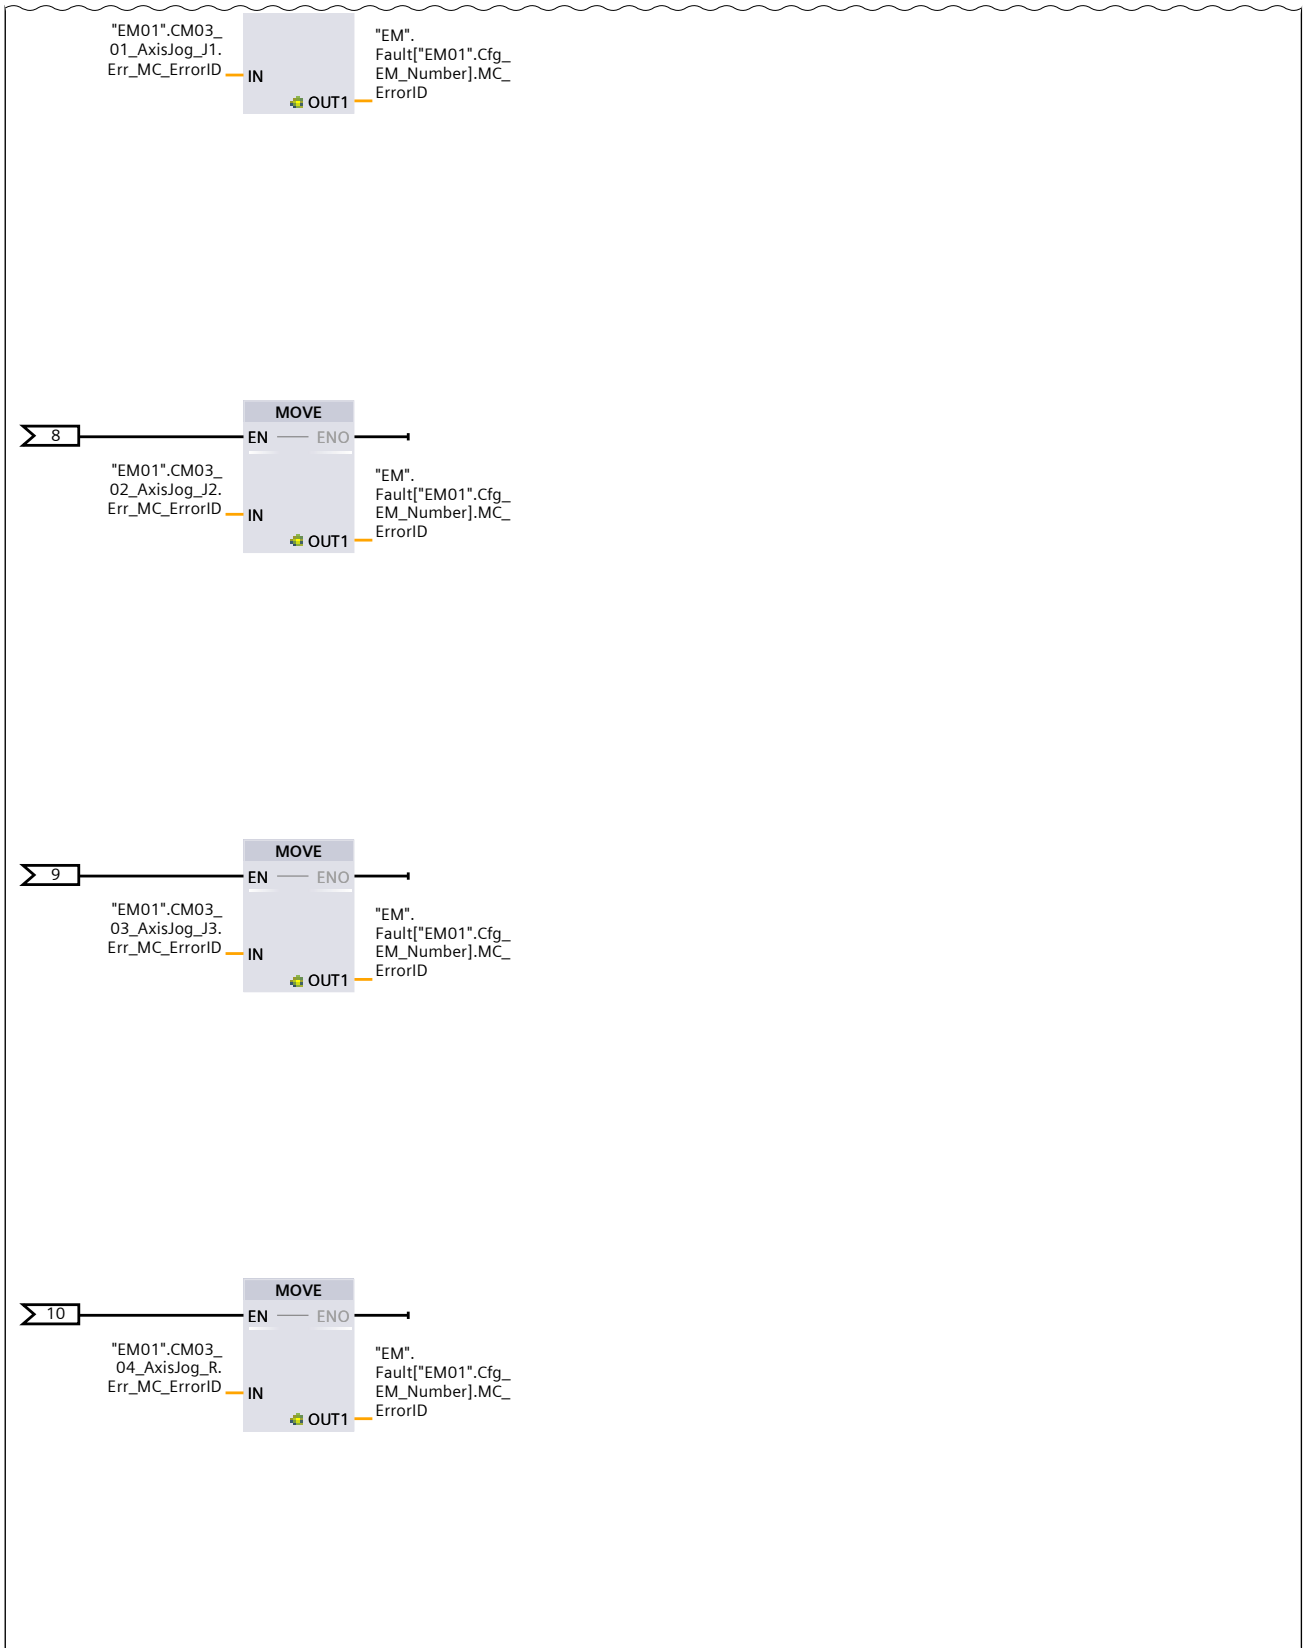 "EM01".CM03_
01_AxisJog_J1.
Err_MC_ErrorID
IN
OUT1
"EM".
Fault["EM01".Cfg_
EM_Number].MC_
ErrorID
8
MOVE
EN
ENO
"EM01".CM03_
02_AxisJog_J2.
Err_MC_ErrorID
IN
OUT1
"EM".
Fault["EM01".Cfg_
EM_Number].MC_
ErrorID
9
MOVE
EN
ENO
"EM01".CM03_
03_AxisJog_J3.
Err_MC_ErrorID
IN
OUT1
"EM".
Fault["EM01".Cfg_
EM_Number].MC_
ErrorID
10
MOVE
EN
ENO
"EM01".CM03_
04_AxisJog_R.
Err_MC_ErrorID
IN
OUT1
"EM".
Fault["EM01".Cfg_
EM_Number].MC_
ErrorID